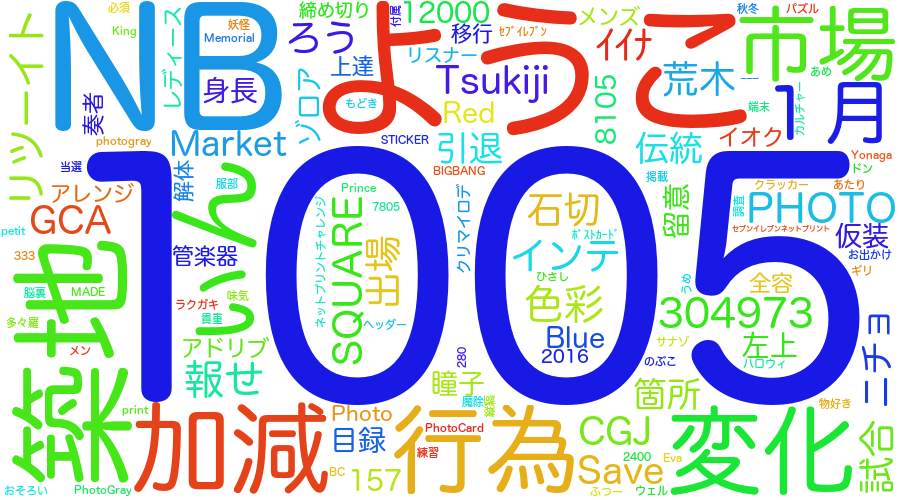 NB
ようこ
市場
1月
1005
築地
加減
行為
変化
いん
リツーイト
奏者
レディース
身長
妖怪
Memorial
必須
King
photogray
Market
当選
解体
服部
アレンジ
GCA
petit
333
脳裏
MADE
多々羅
メン
管楽器
ラクガキ
貴重
味気
アドリブ
報せ
print
PhotoGray
おそろい
締め切り
付属
12000
ろう
上達
ゾロア
もどき
移行
リスナー
ｾﾌﾞﾝｲﾚﾌﾞﾝ
Tsukiji
Red
STICKER
引退
BIGBANG
メンズ
イイナ
8105
荒木
伝統
掲載
秋冬
パズル
あめ
カルチャー
端末
イオク
Yonaga
ドン
クラッカー
あたり
調査
留意
PHOTO
セブンイレブンネットプリント
仮装
お出かけ
ギリ
全容
うめ
304973
左上
サナゾ
ハロウィ
のぶこ
ニチョ
物好き
試合
Prince
7805
ネットプリントチャレンジ
SQUARE
出場
ヘッダー
クリマイロデ
280
石切
ﾎﾟｽﾄｶｰﾄﾞ
インテ
ひさし
色彩
Blue
2016
瞳子
魔除
縦縞
箇所
Photo
目録
PhotoCard
練習
BC
157
CGJ
Save
2400
Eva
ふつー
ウェル